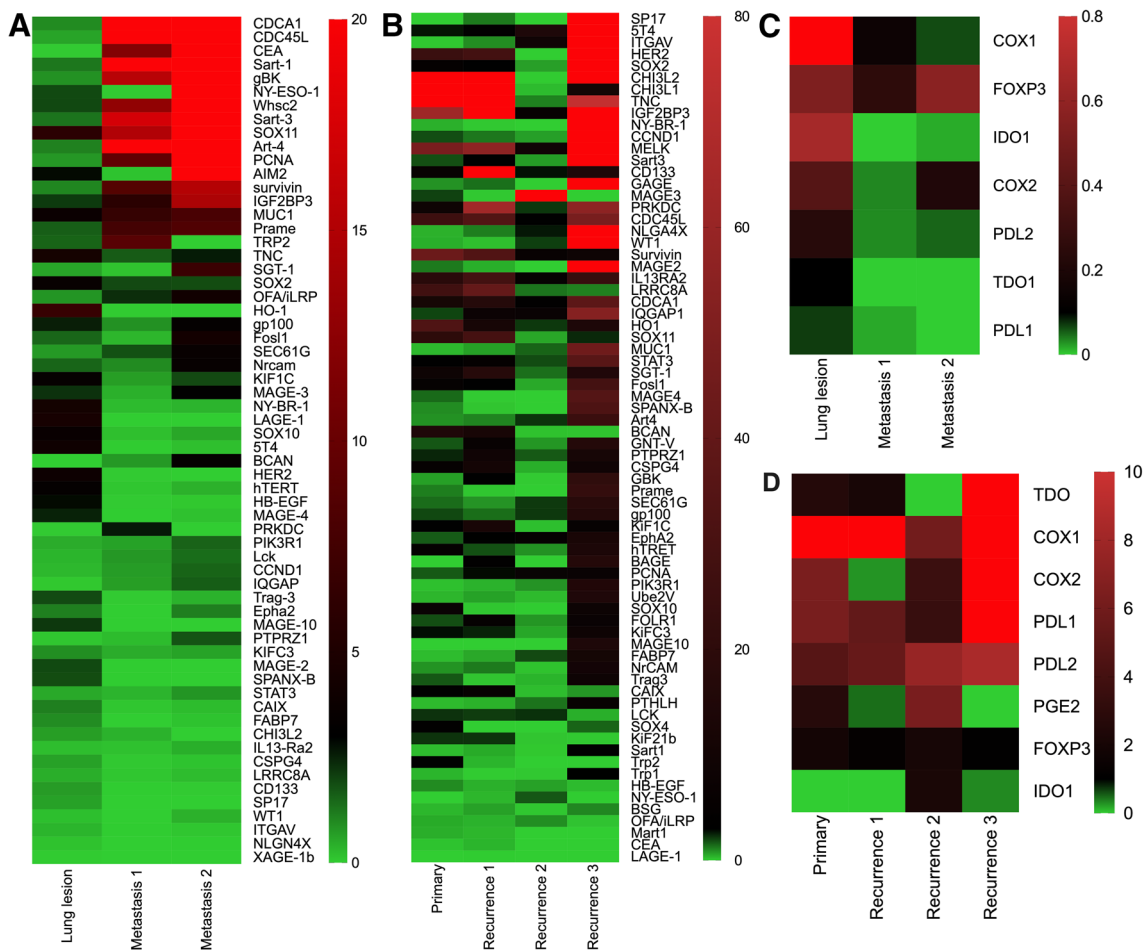 A
CDCA1
CDC45L
CEA
Sart-1
gBK
NY-ESO-1
Whsc2
Sart-3
SOX11
Art-4
PCNA
AIM2
survivin
IGF2BP3
MUC1
Prame
TRP2
TNC
SGT-1
SOX2
OFA/iLRP
HO-1
gp100
Fosl1
SEC61G
Nrcam
KIF1C
MAGE-3
NY-BR-1
LAGE-1
SOX10
5T4
BCAN
HER2
hTERT
HB-EGF
MAGE-4
PRKDC
PIK3R1
Lck
CCND1
IQGAP
Trag-3
Epha2
MAGE-10
PTPRZ1
KIFC3
MAGE-2
SPANX-B
STAT3
CAIX
FABP7
CHI3L2
IL13-Ra2
CSPG4
LRRC8A
CD133
SP17
WT1
ITGAV
NLGN4X
XAGE-1b
20
15
10
5
0
Lung lesion
Metastasis 1
Metastasis 2
B
SP17
5T4
ITGAV
HER2
SOX2
CHI3L2
CHI3L1
TNC
IGF2BP3
NY-BR-1
CCND1
MELK
Sart3
CD133
GAGE
MAGE3
PRKDC
CDC45L
NLGA4X
WT1
Survivin
MAGE2
IL13RA2
LRRC8A
CDCA1
IQGAP1
HO1
SOX11
MUC1
STAT3
SGT-1
Fosl1
MAGE4
SPANX-B
Art4
BCAN
GNT-V
PTPRZ1
CSPG4
GBK
Prame
SEC61G
gp100
KiF1C
EphA2
hTRET
BAGE
PCNA
PIK3R1
Ube2V
SOX10
FOLR1
KiFC3
MAGE10
FABP7
NrCAM
Trag3
CAIX
PTHLH
LCK
SOX4
KiF21b
Sart1
Trp2
Trp1
HB-EGF
NY-ESO-1
BSG
OFA/iLRP
Mart1
CEA
LAGE-1
80
60
40
20
0
Primary
Recurrence 1
Recurrence 2
Recurrence 3
C
COX1
FOXP3
IDO1
COX2
PDL2
TDO1
PDL1
0.8
0.6
0.4
0.2
0
Lung lesion
Metastasis 1
Metastasis 2
D
TDO
COX1
COX2
PDL1
PDL2
PGE2
FOXP3
IDO1
10
8
6
4
2
0
Primary
Recurrence 1
Recurrence 2
Recurrence 3